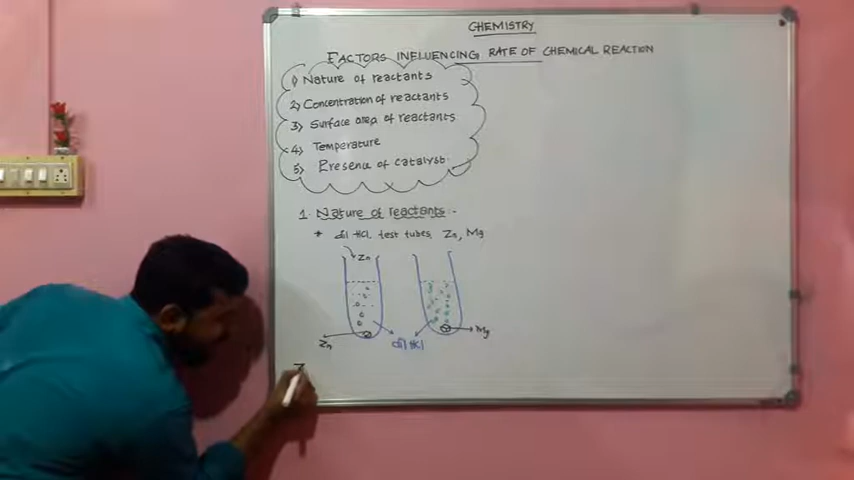 CHEMISTRY
FACTORS INFLUENCING RATE OF CHEMICAL REACTION
1) Nature of reactants
2) Concentration of reactants
3) Surface area of reactants
4) Temperature
5) Presence of catalyst.
1. Nature of reactants :-
* dil HCl, test tubes, Zn, Mg
Zn
Zn
dil HCl
Mg
Z